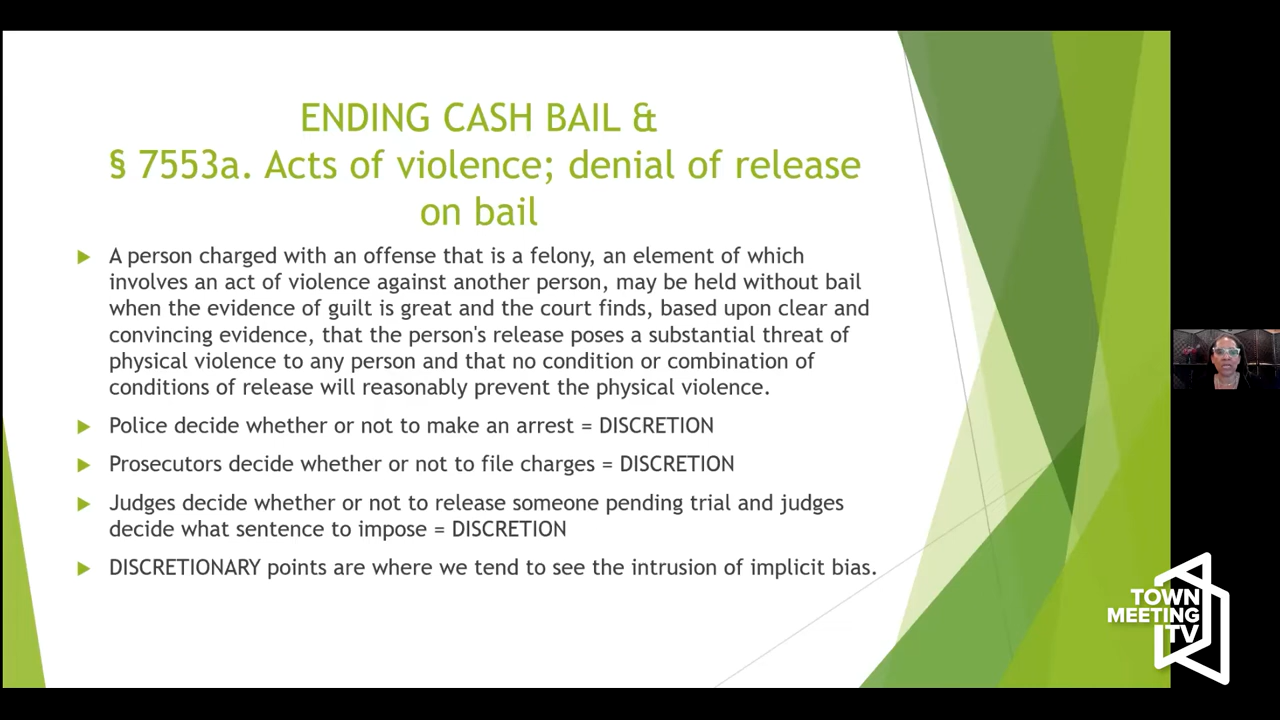 ENDING CASH BAIL &
§ 7553a. Acts of violence; denial of release
on bail
A person charged with an offense that is a felony, an element of which
involves an act of violence against another person, may be held without bail
when the evidence of guilt is great and the court finds, based upon clear and
convincing evidence, that the person's release poses a substantial threat of
physical violence to any person and that no condition or combination of
conditions of release will reasonably prevent the physical violence.
Police decide whether or not to make an arrest = DISCRETION
Prosecutors decide whether or not to file charges = DISCRETION
Judges decide whether or not to release someone pending trial and judges
decide what sentence to impose = DISCRETION
DISCRETIONARY points are where we tend to see the intrusion of implicit bias.
TOWN
MEETING
TV